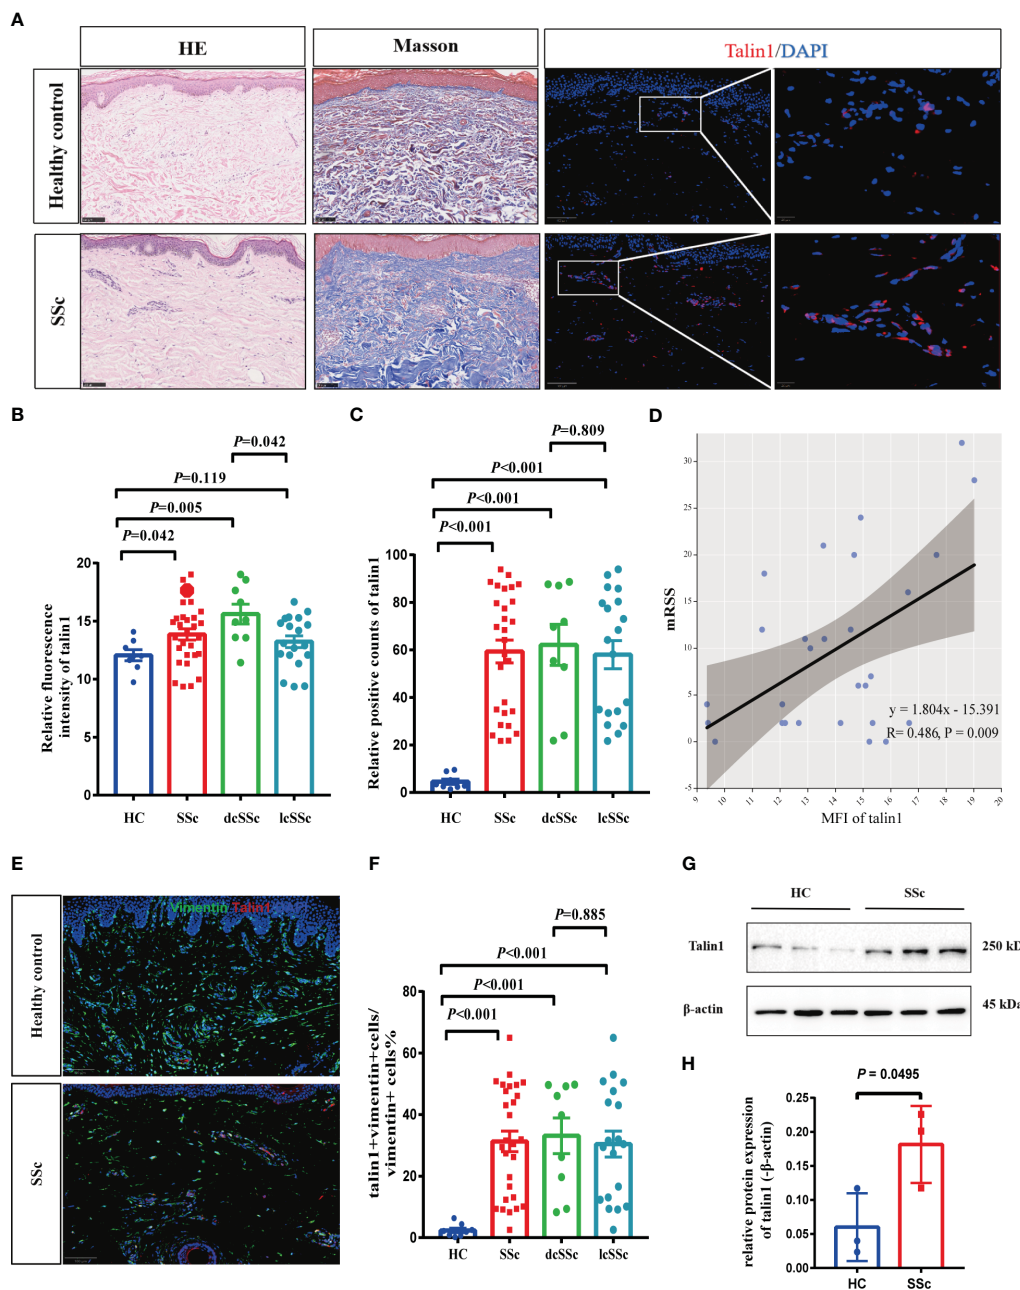 A
HE
Masson
Talin1/DAPI
Healthy control
SSc
B
P=0.042
P=0.119
P=0.005
P=0.042
20
15
10
5
0
Relative fluorescence
intensity of talin1
HC
SSc
dcSSc
lcSSc
C
P=0.809
P<0.001
P<0.001
P<0.001
100
80
60
40
20
0
Relative positive counts of talin1
HC
SSc
dcSSc
lcSSc
D
30
25
20
15
10
5
0
-5
mRSS
y = 1.804x - 15.391
R= 0.486, P = 0.009
9
10
11
12
13
14
15
16
17
18
19
20
MFI of talin1
E
Vimentin Talin1
Healthy control
SSc
F
P=0.885
P<0.001
P<0.001
P<0.001
80
60
40
20
0
talin1+vimentin+cells/
vimentin+ cells%
HC
SSc
dcSSc
lcSSc
G
HC
SSc
Talin1
250 kD
β-actin
45 kDa
H
P = 0.0495
0.25
0.20
0.15
0.10
0.05
0.00
relative protein expression
of talin1 (-β-actin)
HC
SSc